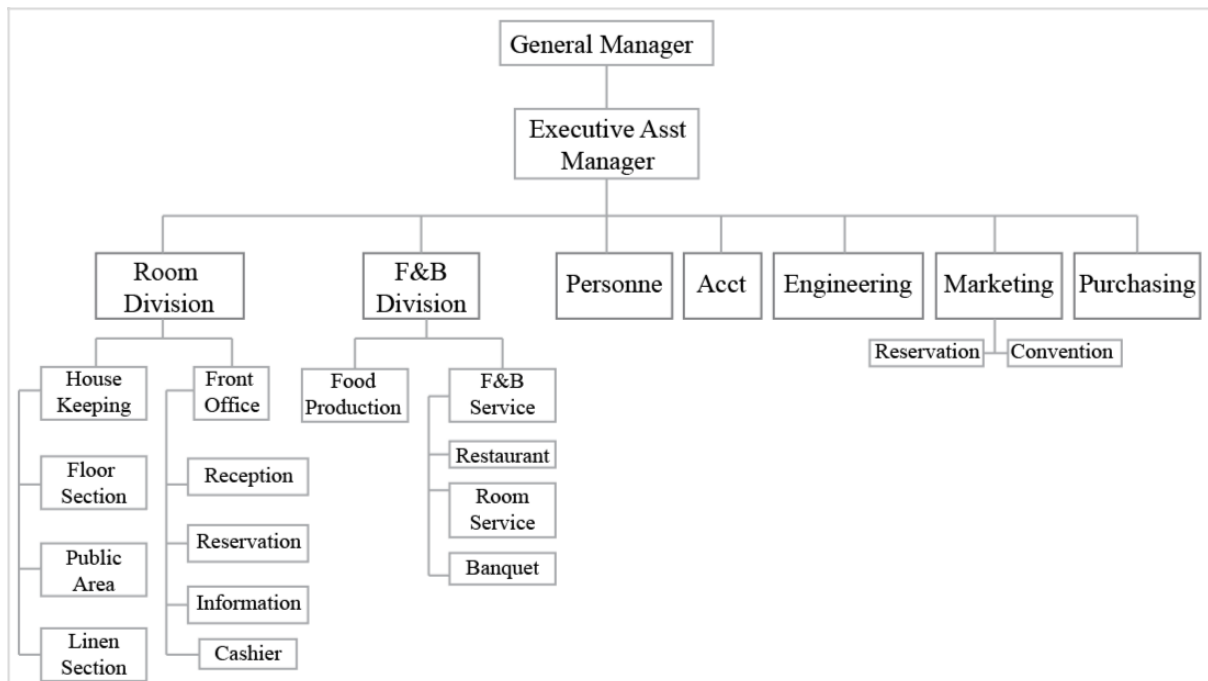 General Manager
Executive Asst
Manager
Room
Division
F&B
Division
Personne
Acct
Engineering
Marketing
Purchasing
Reservation
Convention
House
Keeping
Front
Office
Food
Production
F&B
Service
Floor
Section
Reception
Restaurant
Room
Service
Public
Area
Reservation
Banquet
Information
Linen
Section
Cashier